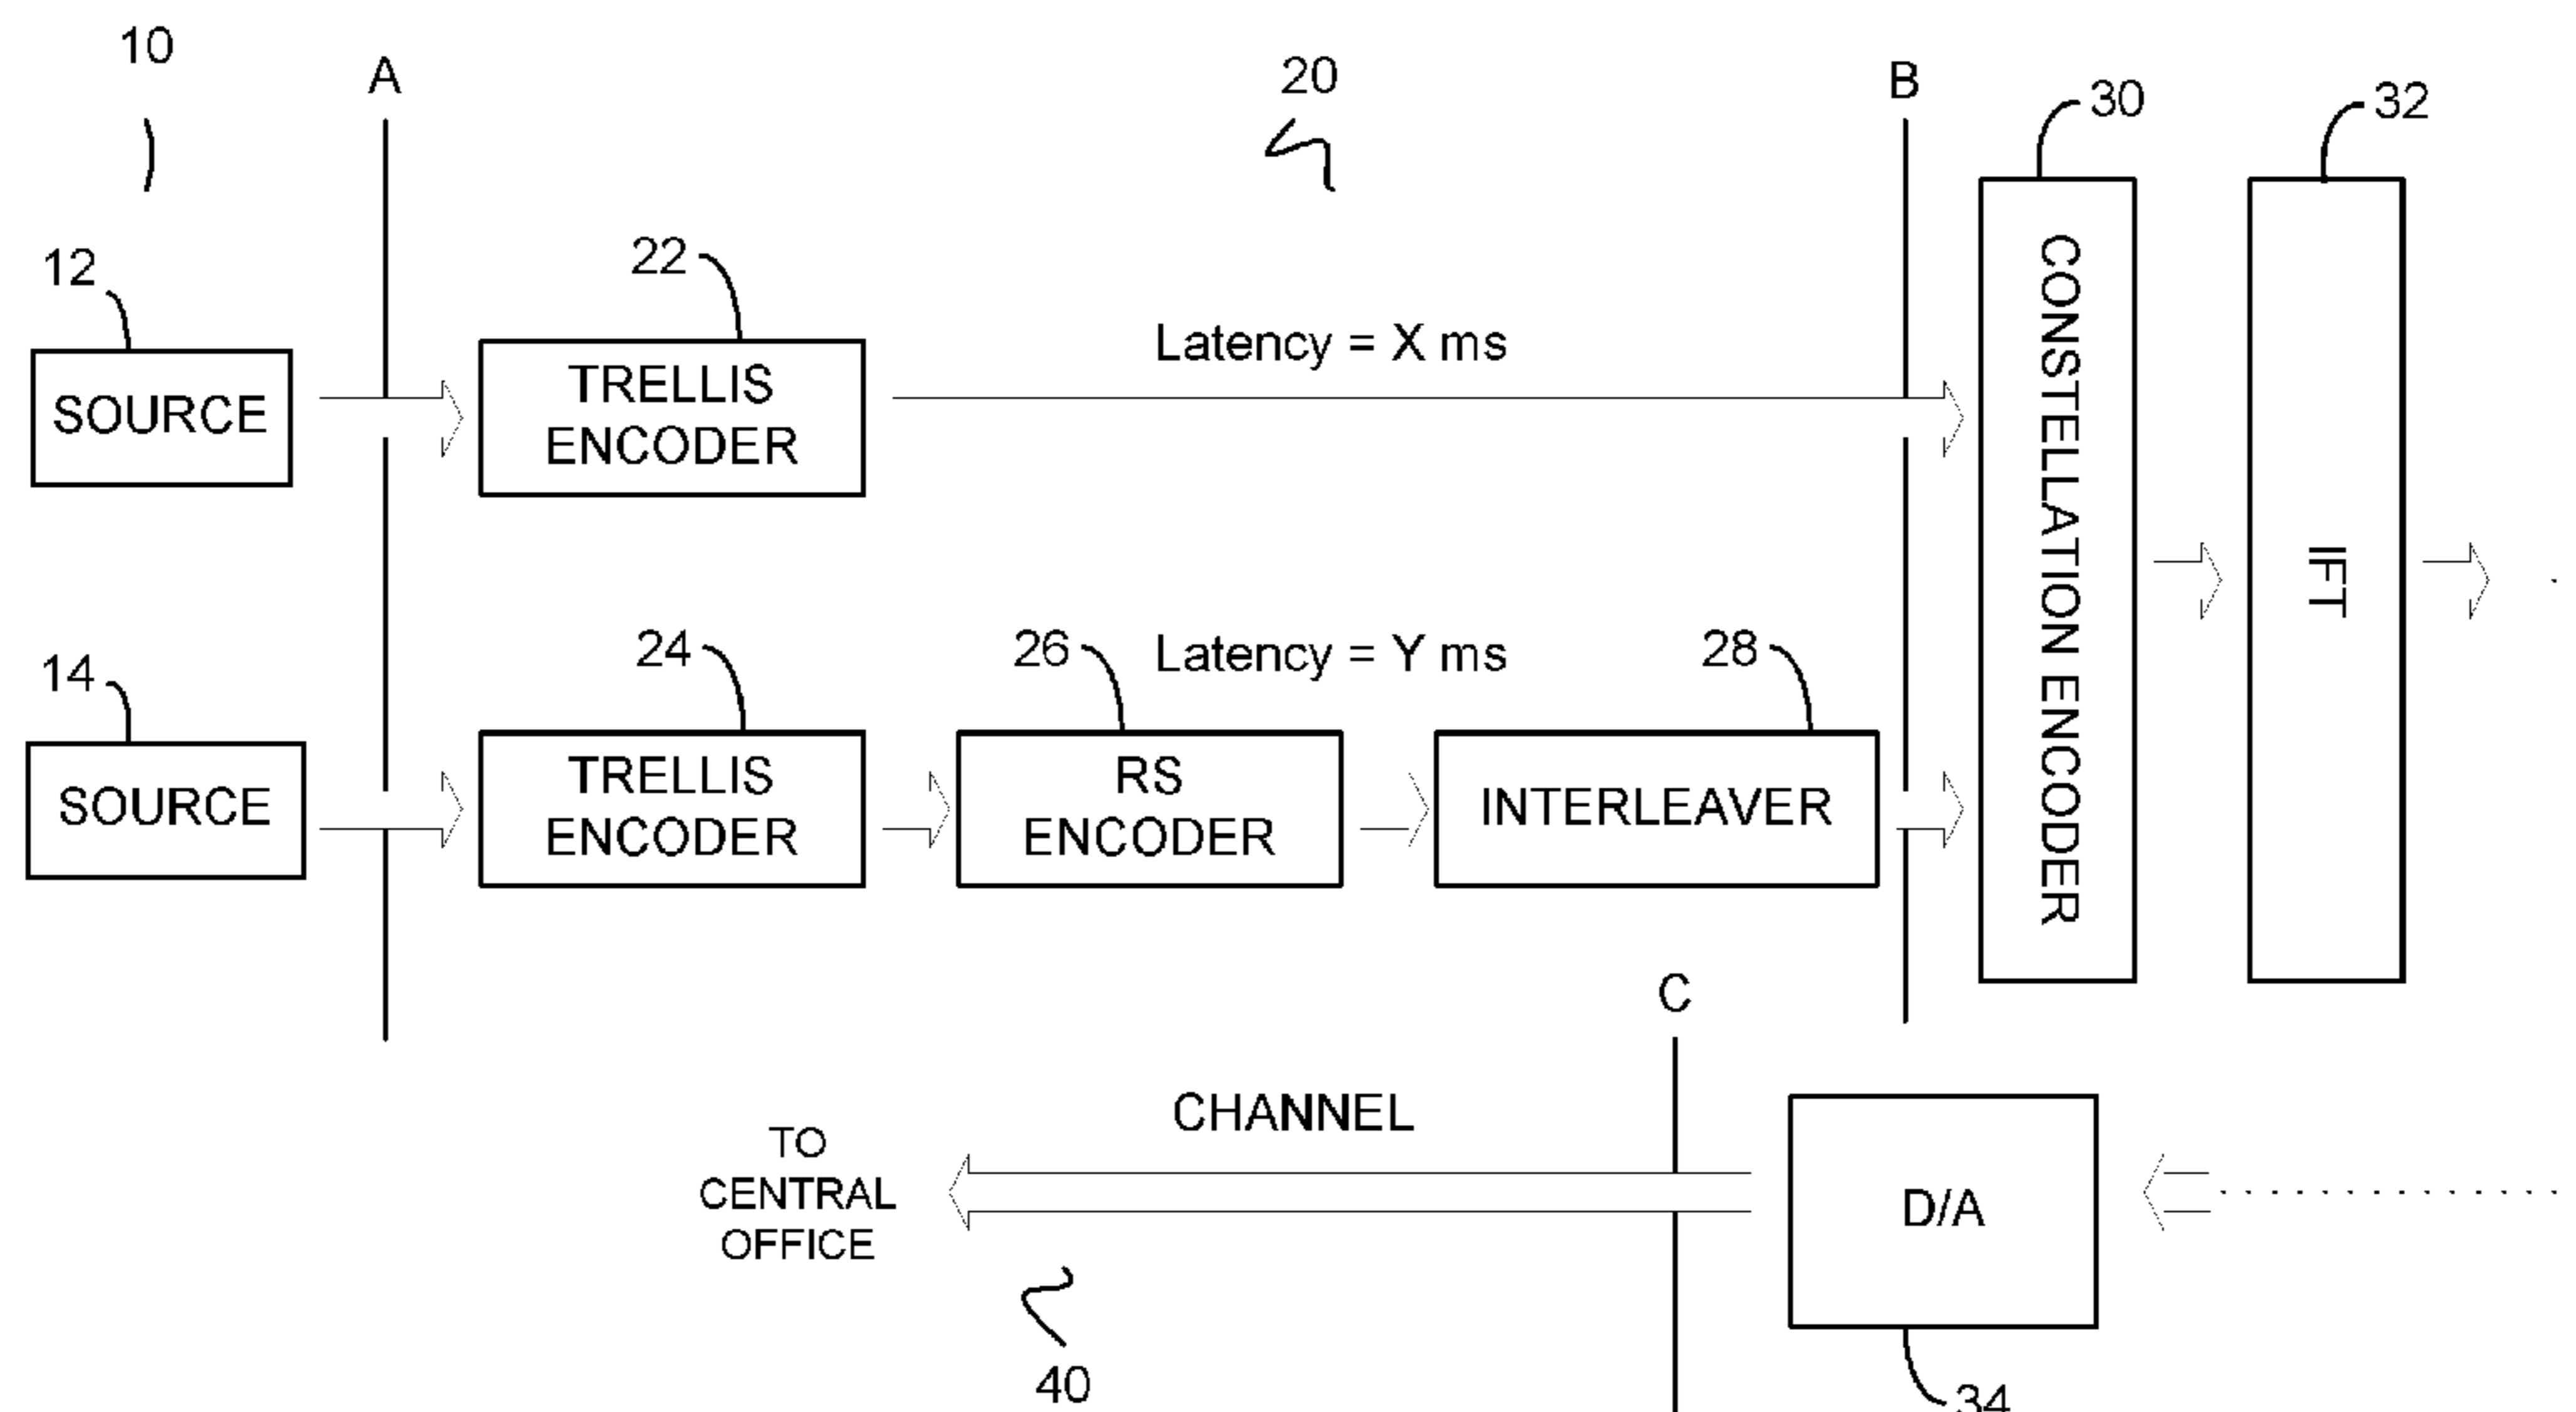 10
A
20
B
30
32
12
22
Latency = X ms
SOURCE
TRELLIS
ENCODER
CONSTELLATION ENCODER
IFT
14
24
26
Latency = Y ms
28
SOURCE
TRELLIS
ENCODER
RS
ENCODER
INTERLEAVER
C
CHANNEL
TO
CENTRAL
OFFICE
D/A
40
34